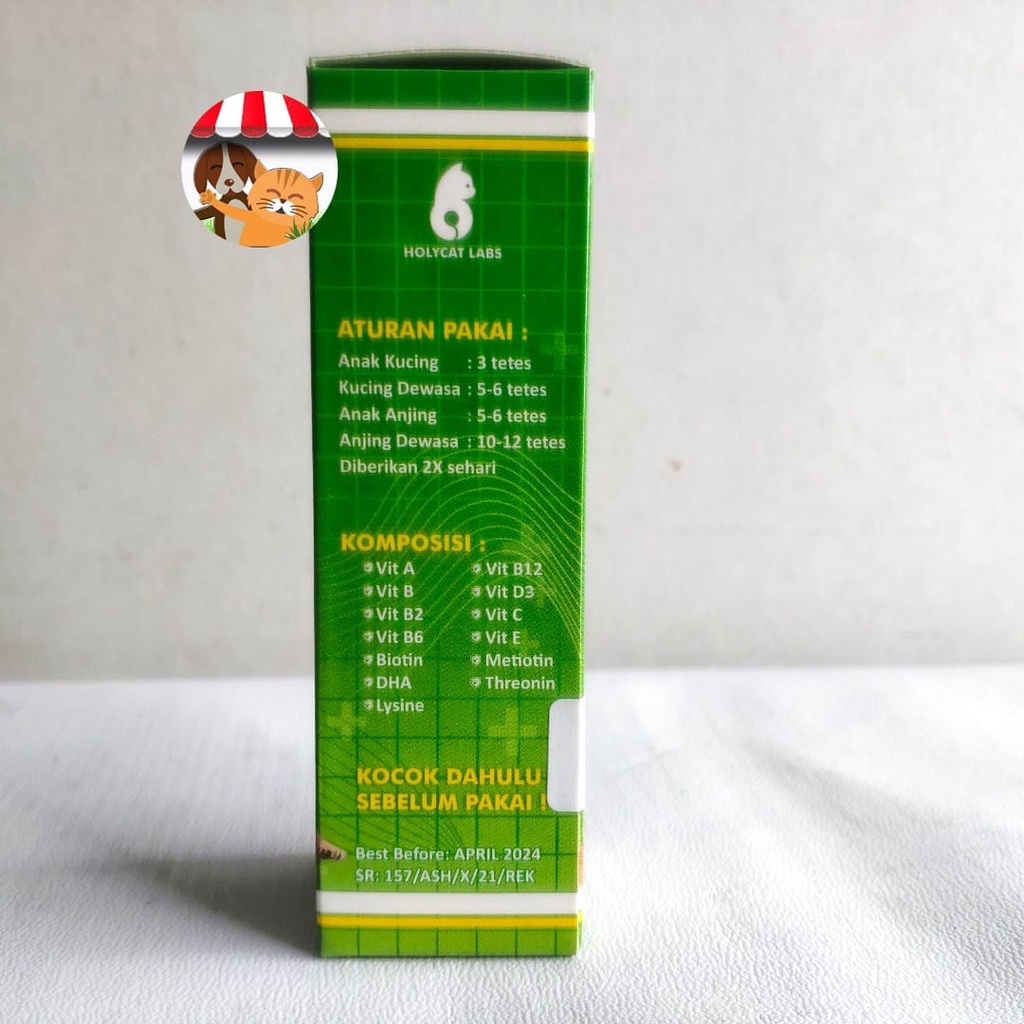 HOLYCAT LABS
ATURAN PAKAI :
Anak Kucing : 3 tetes
Kucing Dewasa : 5-6 tetes
Anak Anjing : 5-6 tetes
Anjing Dewasa : 10-12 tetes
Diberikan 2X sehari
KOMPOSISI :
Vit A
Vit B
Vit B2
Vit B6
Biotin
DHA
Lysine
Vit B12
Vit D3
Vit C
Vit E
Metiotin
Threonin
KOCOK DAHULU
SEBELUM PAKAI !
Best Before: APRIL 2024
SR: 157/ASH/X/21/REK